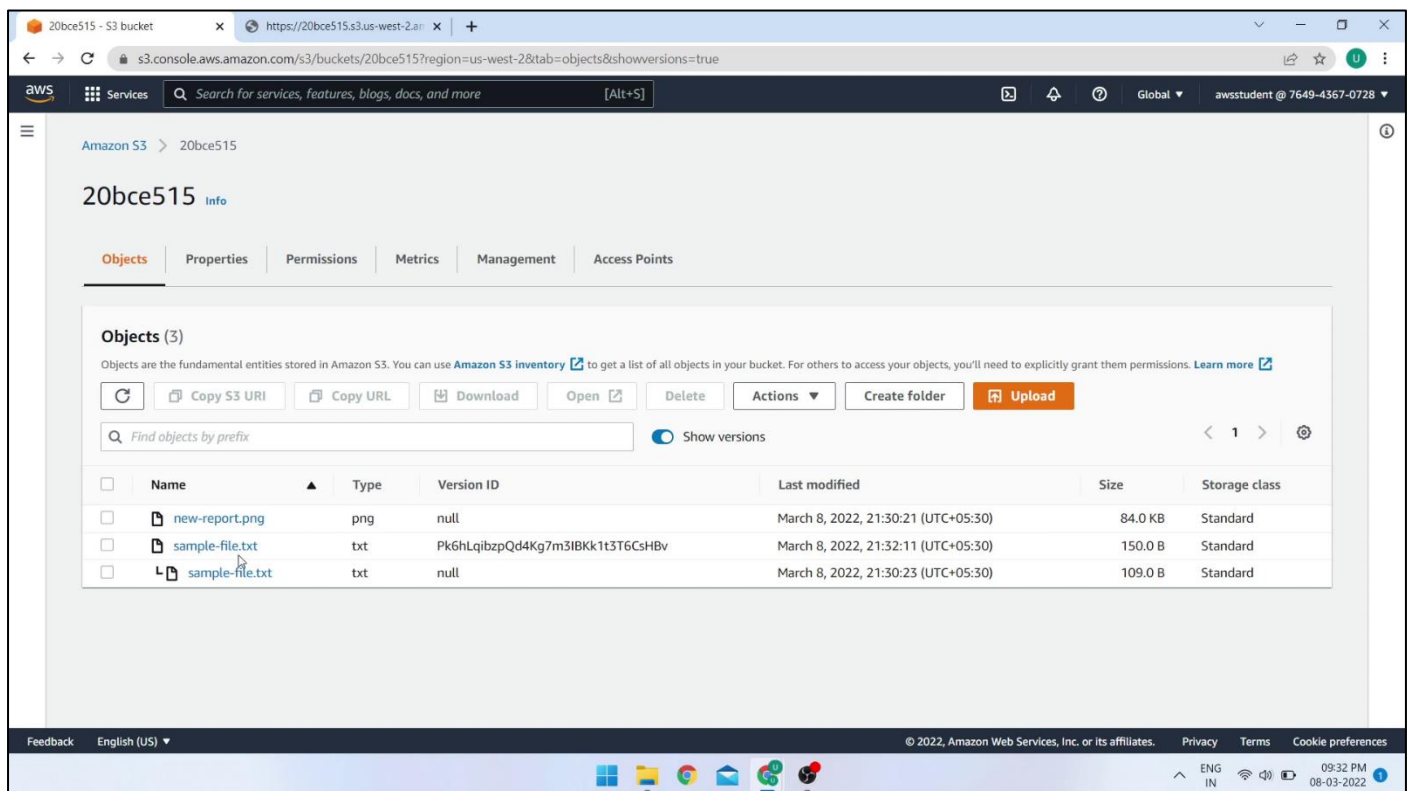 20bce515 - S3 bucket https://20bce515.s3.us-west-2.an
s3.console.aws.amazon.com/s3/buckets/20bce515?region=us-west-2&tab=objects&showversions=true U
aws Services Search for services, features, blogs, docs, and more [Alt+S] Global ▼ awsstudent @ 7649-4367-0728 ▼
Amazon S3 > 20bce515
20bce515 Info
Objects Properties Permissions Metrics Management Access Points
Objects (3)
Objects are the fundamental entities stored in Amazon S3. You can use Amazon S3 inventory to get a list of all objects in your bucket. For others to access your objects, you'll need to explicitly grant them permissions. Learn more
Copy S3 URI Copy URL Download Open Delete Actions ▼ Create folder Upload
Find objects by prefix Show versions < 1 >
Name ▲ Type Version ID Last modified Size Storage class
new-report.png png null March 8, 2022, 21:30:21 (UTC+05:30) 84.0 KB Standard
sample-file.txt txt Pk6hLqibzpQd4Kg7m3IBKk1t3T6CsHBv March 8, 2022, 21:32:11 (UTC+05:30) 150.0 B Standard
sample-file.txt txt null March 8, 2022, 21:30:23 (UTC+05:30) 109.0 B Standard
Feedback English (US) ▼ © 2022, Amazon Web Services, Inc. or its affiliates. Privacy Terms Cookie preferences
ENG 09:32 PM
IN 08-03-2022 1